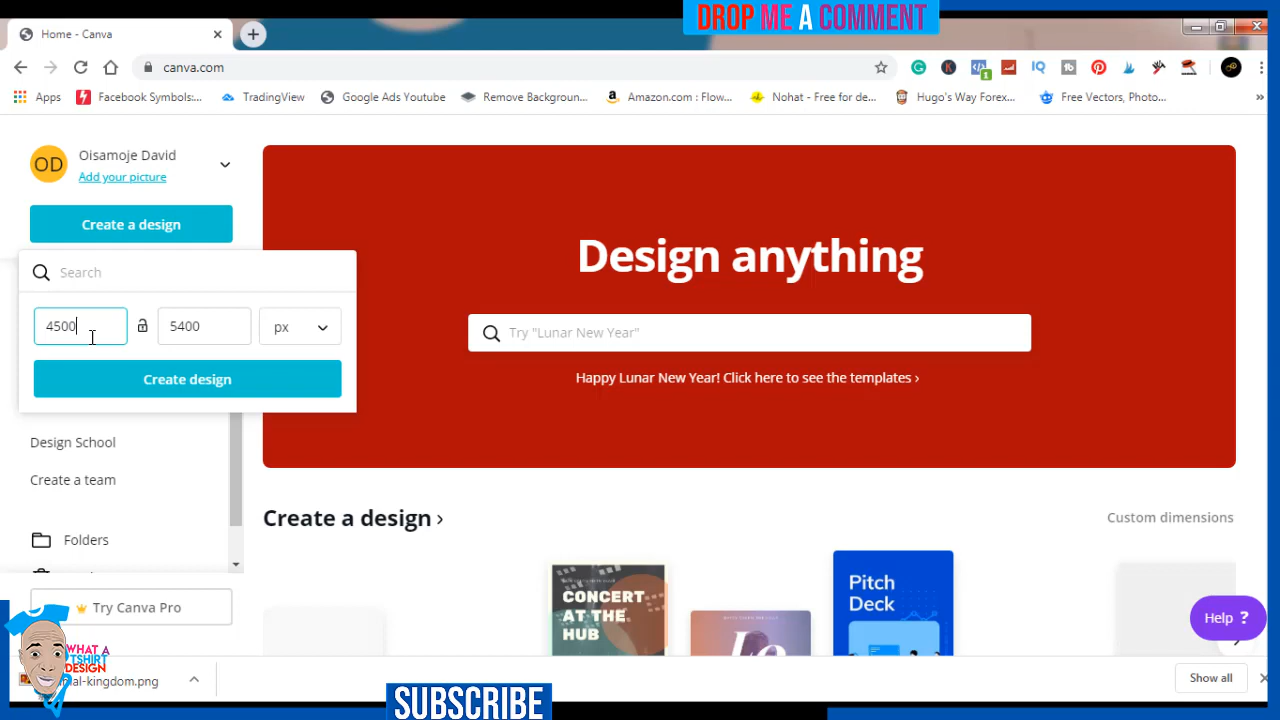 DROP ME A COMMENT
Home - Canva
canva.com
Apps
Facebook Symbols:...
TradingView
Google Ads Youtube
Remove Backgroun...
Amazon.com : Flow...
Nohat - Free for de...
Hugo's Way Forex...
Free Vectors, Photo...
OD
Oisamoje David
Add your picture
Create a design
Search
4500
5400
px
Create design
Design School
Create a team
Folders
Try Canva Pro
Design anything
Try "Lunar New Year"
Happy Lunar New Year! Click here to see the templates ›
Create a design ›
Custom dimensions
CONCERT
AT THE
HUB
Pitch
Deck
Help ?
WHAT A
TSHIRT
DESIGN
al-kingdom.png
Show all
SUBSCRIBE